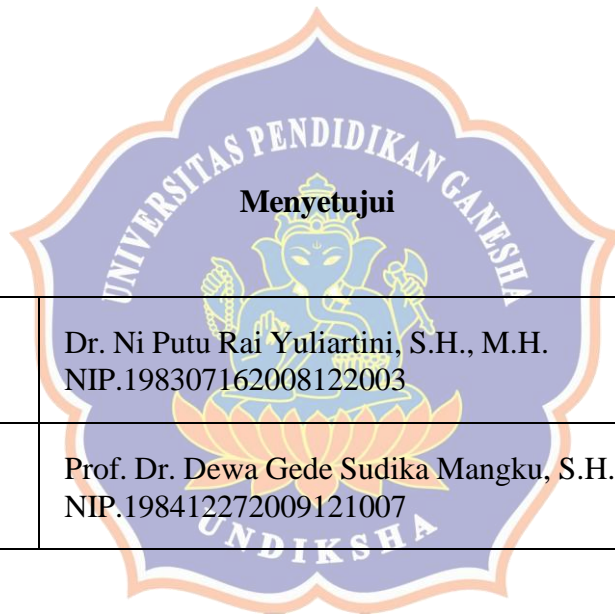 UNIVERSITAS PENDIDIKAN GANESHA
Menyetujui
Dr. Ni Putu Rai Yuliartini, S.H., M.H.
NIP.198307162008122003
Prof. Dr. Dewa Gede Sudika Mangku, S.H.
NIP.198412272009121007
UNDIKSHA